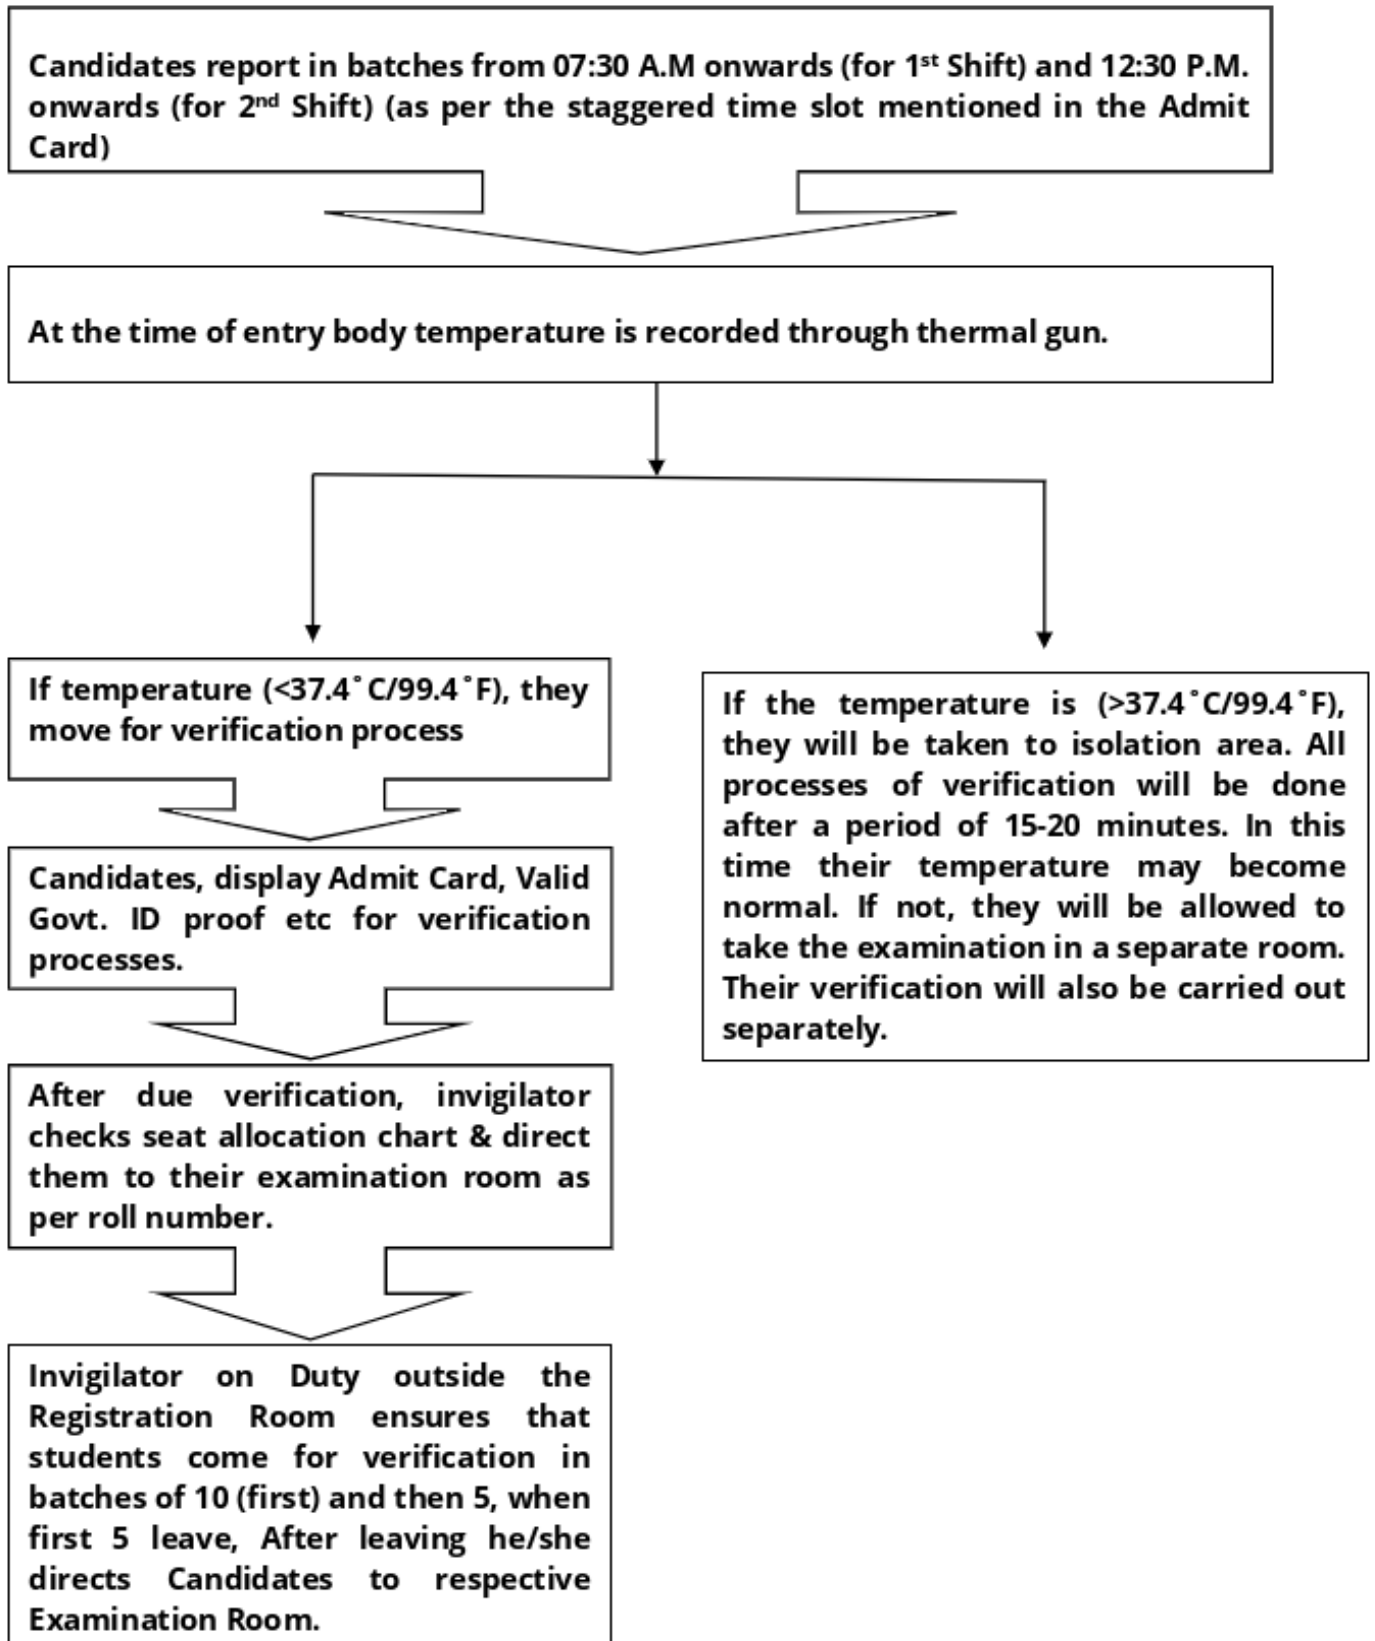 Candidates report in batches from 07:30 A.M onwards (for 1st Shift) and 12:30 P.M.
onwards (for 2nd Shift) (as per the staggered time slot mentioned in the Admit
Card)
At the time of entry body temperature is recorded through thermal gun.
If temperature (<37.4˚C/99.4˚F), they
move for verification process
Candidates, display Admit Card, Valid
Govt. ID proof etc for verification
processes.
After due verification, invigilator
checks seat allocation chart & direct
them to their examination room as
per roll number.
Invigilator on Duty outside the
Registration Room ensures that
students come for verification in
batches of 10 (first) and then 5, when
first 5 leave, After leaving he/she
directs Candidates to respective
Examination Room.
If the temperature is (>37.4˚C/99.4˚F),
they will be taken to isolation area. All
processes of verification will be done
after a period of 15-20 minutes. In this
time their temperature may become
normal. If not, they will be allowed to
take the examination in a separate room.
Their verification will also be carried out
separately.